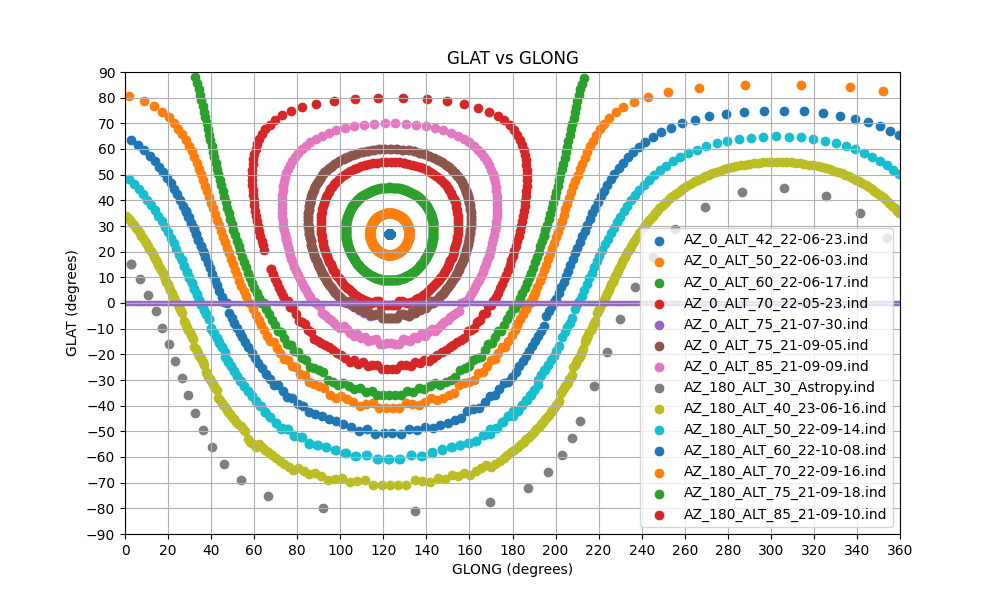 GLAT vs GLONG
90
80
70
60
50
40
30
20
10
0
−10
−20
−30
−40
−50
−60
−70
−80
−90
GLAT (degrees)
AZ_0_ALT_42_22-06-23.ind
AZ_0_ALT_50_22-06-03.ind
AZ_0_ALT_60_22-06-17.ind
AZ_0_ALT_70_22-05-23.ind
AZ_0_ALT_75_21-07-30.ind
AZ_0_ALT_75_21-09-05.ind
AZ_0_ALT_85_21-09-09.ind
AZ_180_ALT_30_Astropy.ind
AZ_180_ALT_40_23-06-16.ind
AZ_180_ALT_50_22-09-14.ind
AZ_180_ALT_60_22-10-08.ind
AZ_180_ALT_70_22-09-16.ind
AZ_180_ALT_75_21-09-18.ind
AZ_180_ALT_85_21-09-10.ind
0 20 40 60 80 100 120 140 160 180 200 220 240 260 280 300 320 340 360
GLONG (degrees)